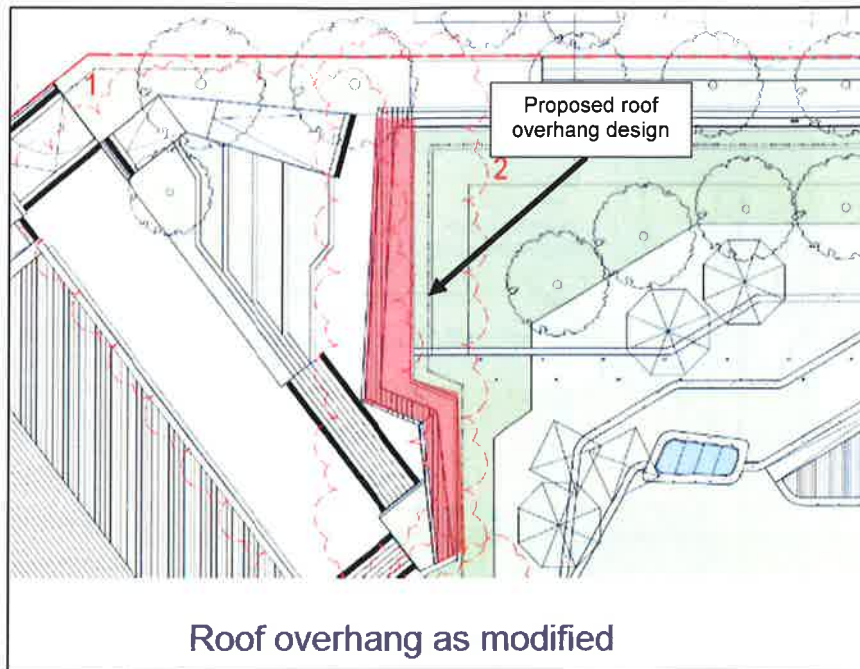 1
Proposed roof
overhang design
2
Roof overhang as modified